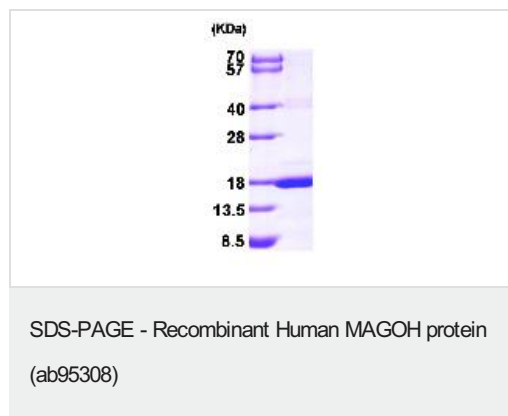 (KDa)
70
57
40
28
18
13.5
8.5
SDS-PAGE - Recombinant Human MAGOH protein
(ab95308)